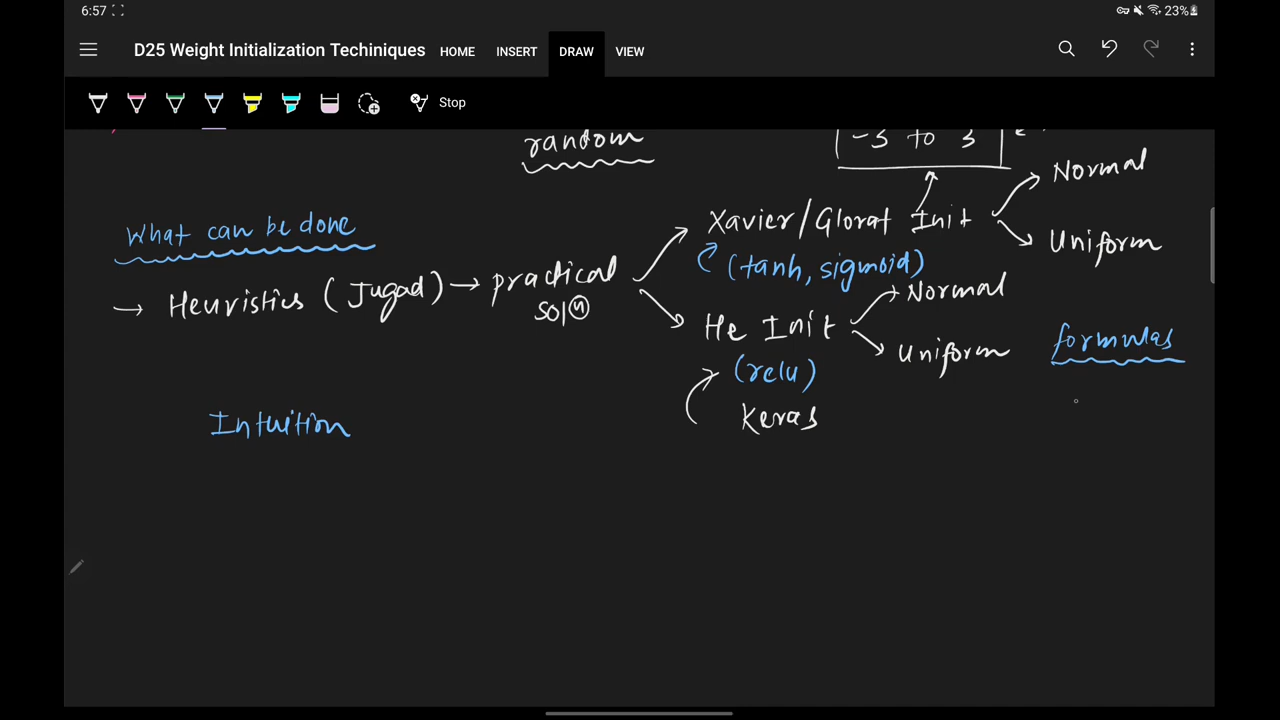 6:57
23%
D25 Weight Initialization Techiniques HOME INSERT DRAW VIEW
Stop
random
-3 to 3
Normal
What can be done
Xavier/Glorat Init
Uniform
(tanh, sigmoid)
→ Heuristics (Jugad) → practical
soln
Normal
He Init
Uniform
formulas
(relu)
Keras
Intuition